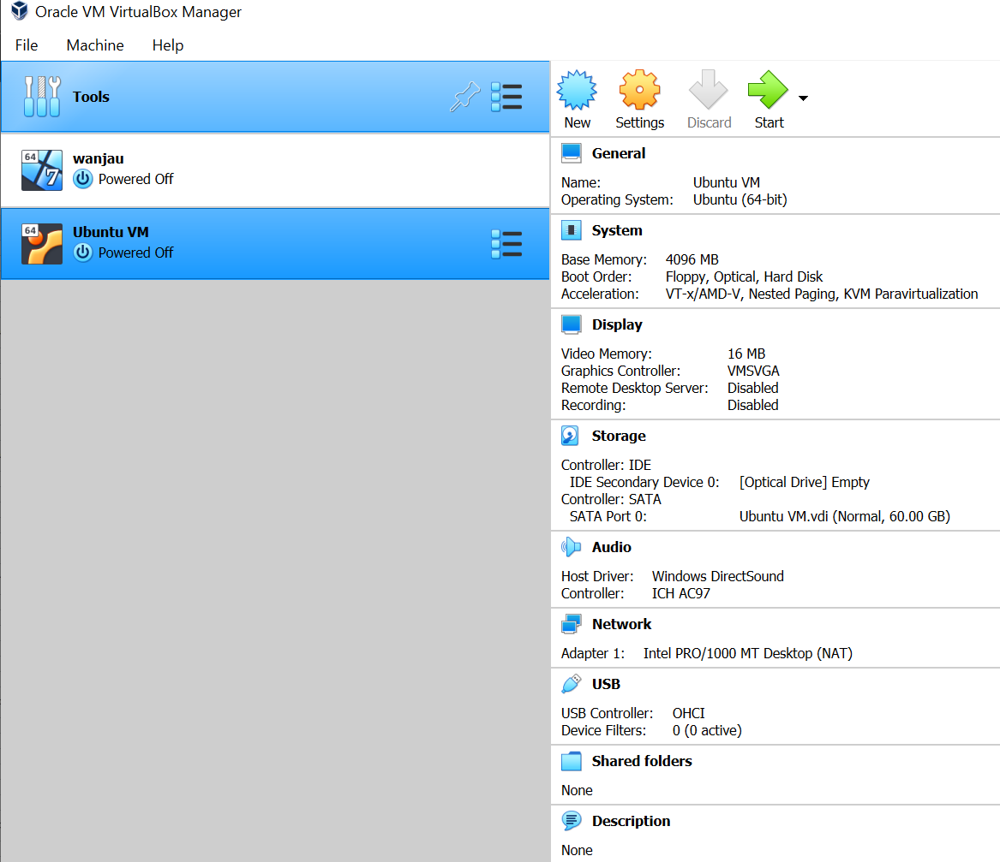 Oracle VM VirtualBox Manager
File Machine Help
Tools
64
wanjau
7
Powered Off
64
Ubuntu VM
Powered Off
New Settings Discard Start
General
Name: Ubuntu VM
Operating System: Ubuntu (64-bit)
System
Base Memory: 4096 MB
Boot Order: Floppy, Optical, Hard Disk
Acceleration: VT-x/AMD-V, Nested Paging, KVM Paravirtualization
Display
Video Memory: 16 MB
Graphics Controller: VMSVGA
Remote Desktop Server: Disabled
Recording: Disabled
Storage
Controller: IDE
IDE Secondary Device 0: [Optical Drive] Empty
Controller: SATA
SATA Port 0: Ubuntu VM.vdi (Normal, 60.00 GB)
Audio
Host Driver: Windows DirectSound
Controller: ICH AC97
Network
Adapter 1: Intel PRO/1000 MT Desktop (NAT)
USB
USB Controller: OHCI
Device Filters: 0 (0 active)
Shared folders
None
Description
None